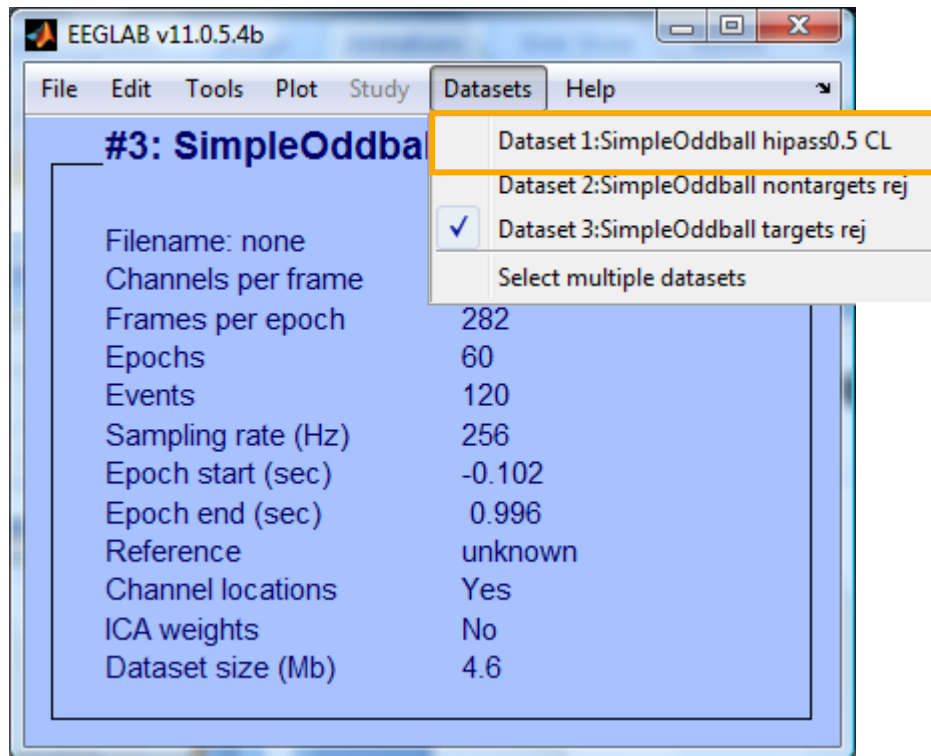 EEGLAB v11.0.5.4b
File Edit Tools Plot Study Datasets Help
#3: SimpleOddbal
Dataset 1:SimpleOddball hipass0.5 CL
Dataset 2:SimpleOddball nontargets rej
Dataset 3:SimpleOddball targets rej
Select multiple datasets
Filename: none
Channels per frame
Frames per epoch 282
Epochs 60
Events 120
Sampling rate (Hz) 256
Epoch start (sec) -0.102
Epoch end (sec) 0.996
Reference unknown
Channel locations Yes
ICA weights No
Dataset size (Mb) 4.6